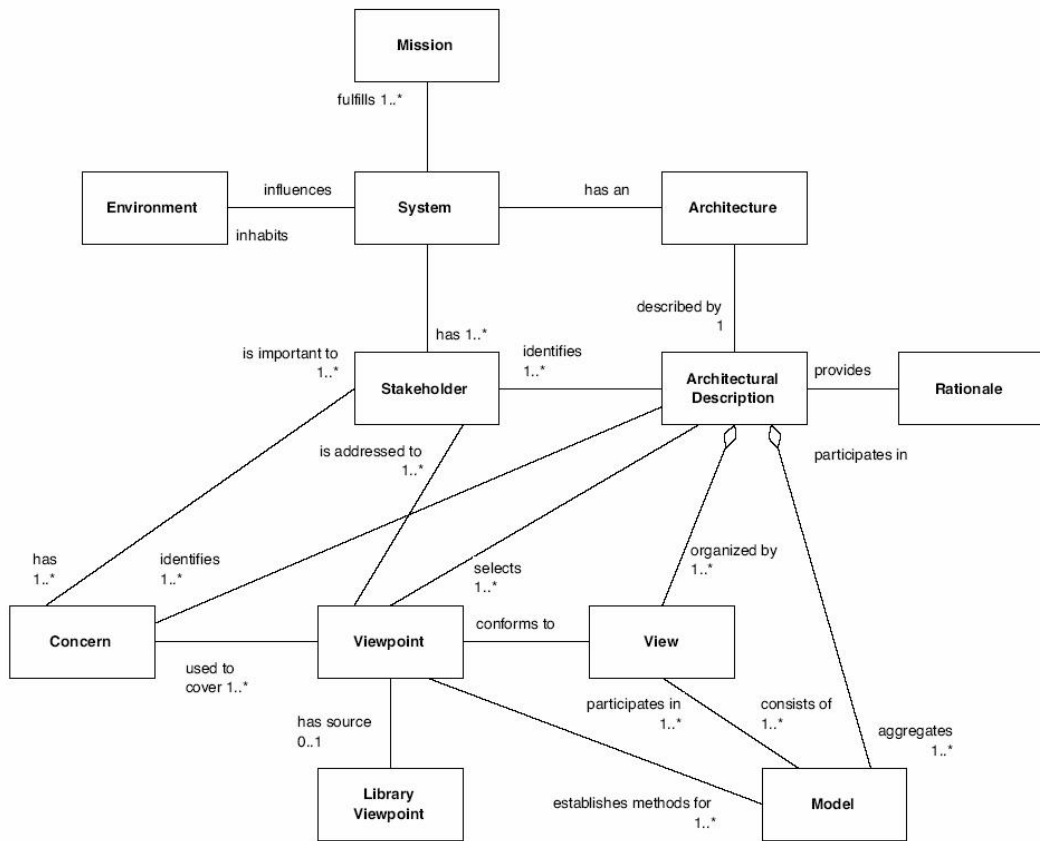 Mission
fulfills 1..*
Environment
influences
inhabits
System
has an
Architecture
described by
1
has 1..*
is important to
1..*
Stakeholder
identifies
1..*
Architectural
Description
provides
Rationale
is addressed to
1..*
participates in
has
1..*
identifies
1..*
selects
1..*
organized by
1..*
Concern
used to
cover 1..*
Viewpoint
conforms to
View
has source
0..1
participates in
1..*
consists of
1..*
aggregates
1..*
Library
Viewpoint
establishes methods for
1..*
Model